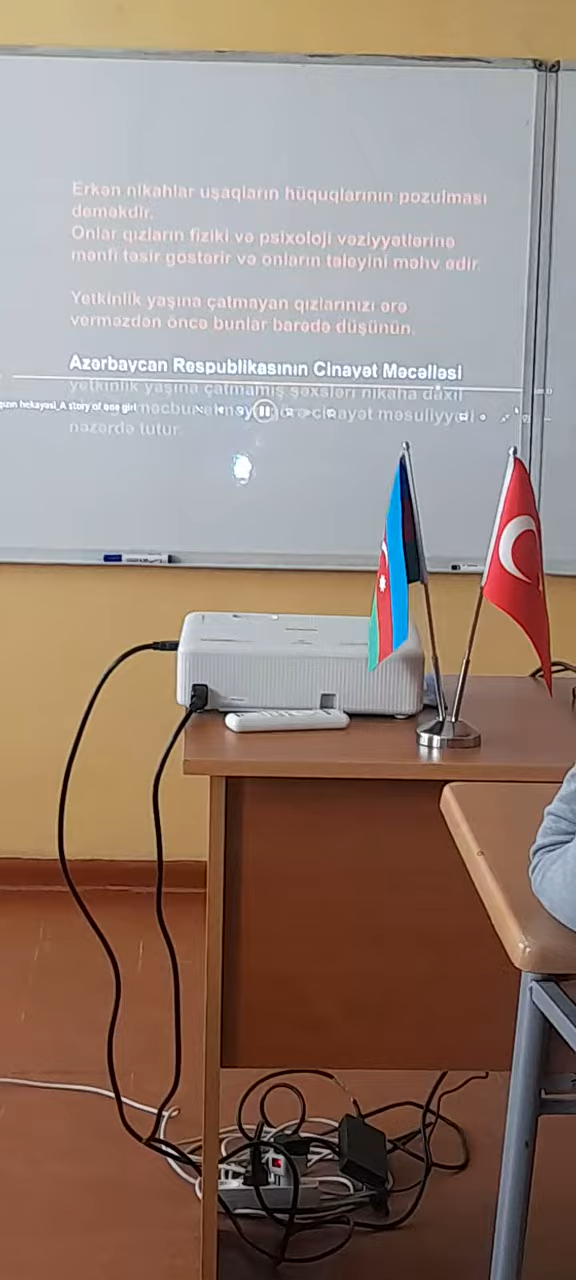 Erkən nikahlar uşaqların hüquqlarının pozulması
deməkdir.
Onlar qızların fiziki və psixoloji vəziyyətlərinə
mənfi təsir göstərir və onların taleyini məhv edir.
Yetkinlik yaşına çatmayan qızlarınızı ərə
verməzdən öncə bunlar barədə düşünün.
Azərbaycan Respublikasının Cinayət Məcəlləsi
yetkinlik yaşına çatmamış şəxsləri nikaha daxil
qızın hekayəsi_A story of one girl
cinayət məsuliyyəti
nəzərdə tutur.